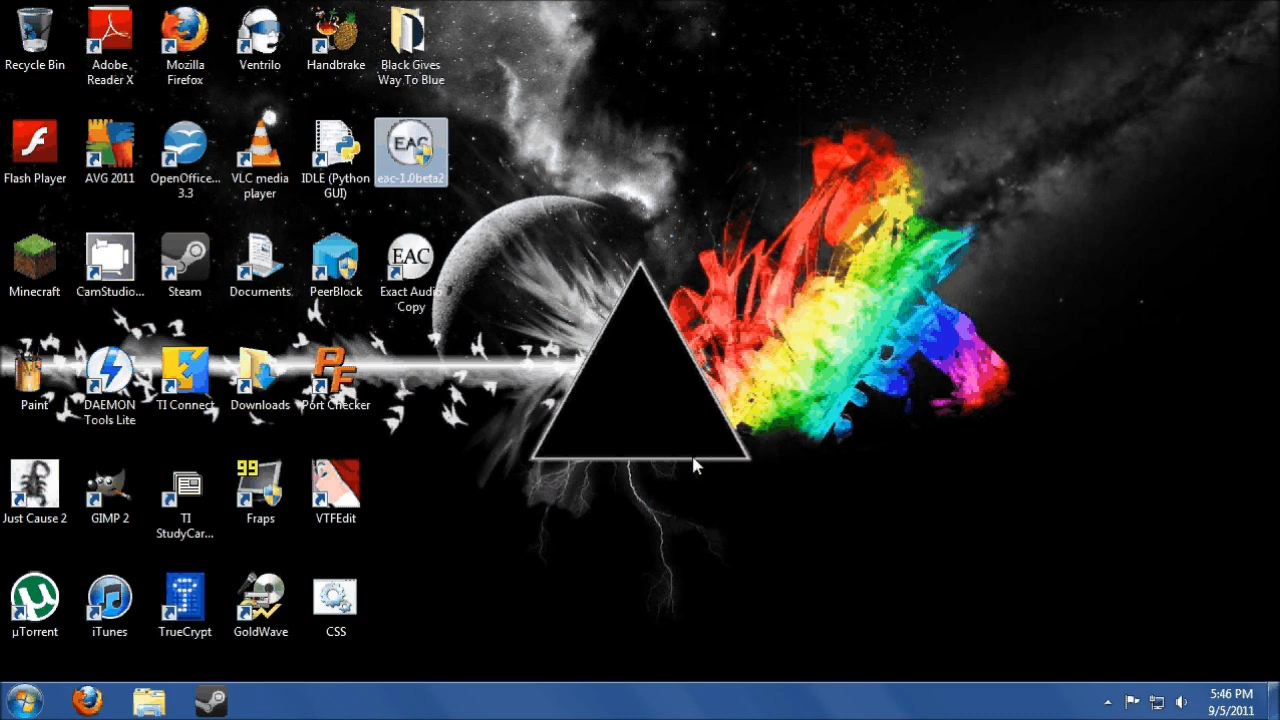 Recycle Bin
Adobe
Reader X
Mozilla
Firefox
Ventrilo
Handbrake
Black Gives
Way To Blue
Flash Player
AVG 2011
OpenOffice...
3.3
VLC media
player
IDLE (Python
GUI)
EAC
eac-1.0beta2
Minecraft
CamStudio...
Steam
Documents
PeerBlock
EAC
Exact Audio
Copy
Paint
DAEMON
Tools Lite
TI Connect
Downloads
PF
Port Checker
Just Cause 2
GIMP 2
TI
StudyCar...
99
Fraps
VTFEdit
µTorrent
iTunes
TrueCrypt
GoldWave
CSS
5:46 PM
9/5/2011